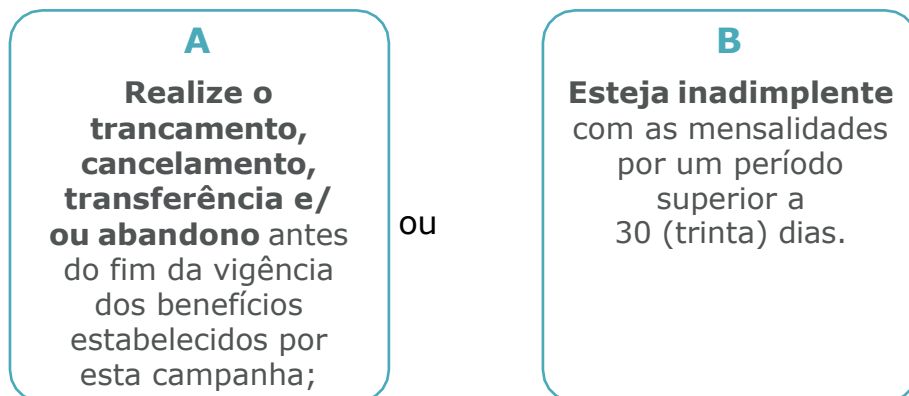 A
Realize o
trancamento,
cancelamento,
transferência e/
ou abandono antes
do fim da vigência
dos benefícios
estabelecidos por
esta campanha;
ou
B
Esteja inadimplente
com as mensalidades
por um período
superior a
30 (trinta) dias.